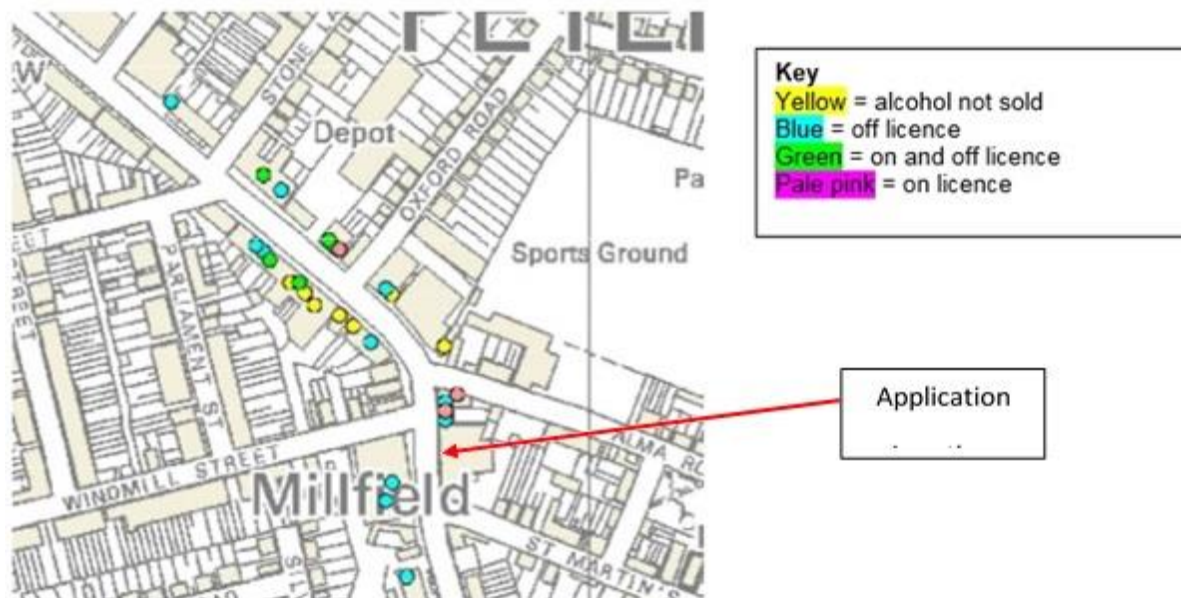 STONE
Depot
OXFORD ROAD
Pa
Sports Ground
STREET
PARLIAMENT ST
WINDMILL STREET
Millfield
ALMA RO
ST MARTIN'S
Key
Yellow = alcohol not sold
Blue = off licence
Green = on and off licence
Pale pink = on licence
Application